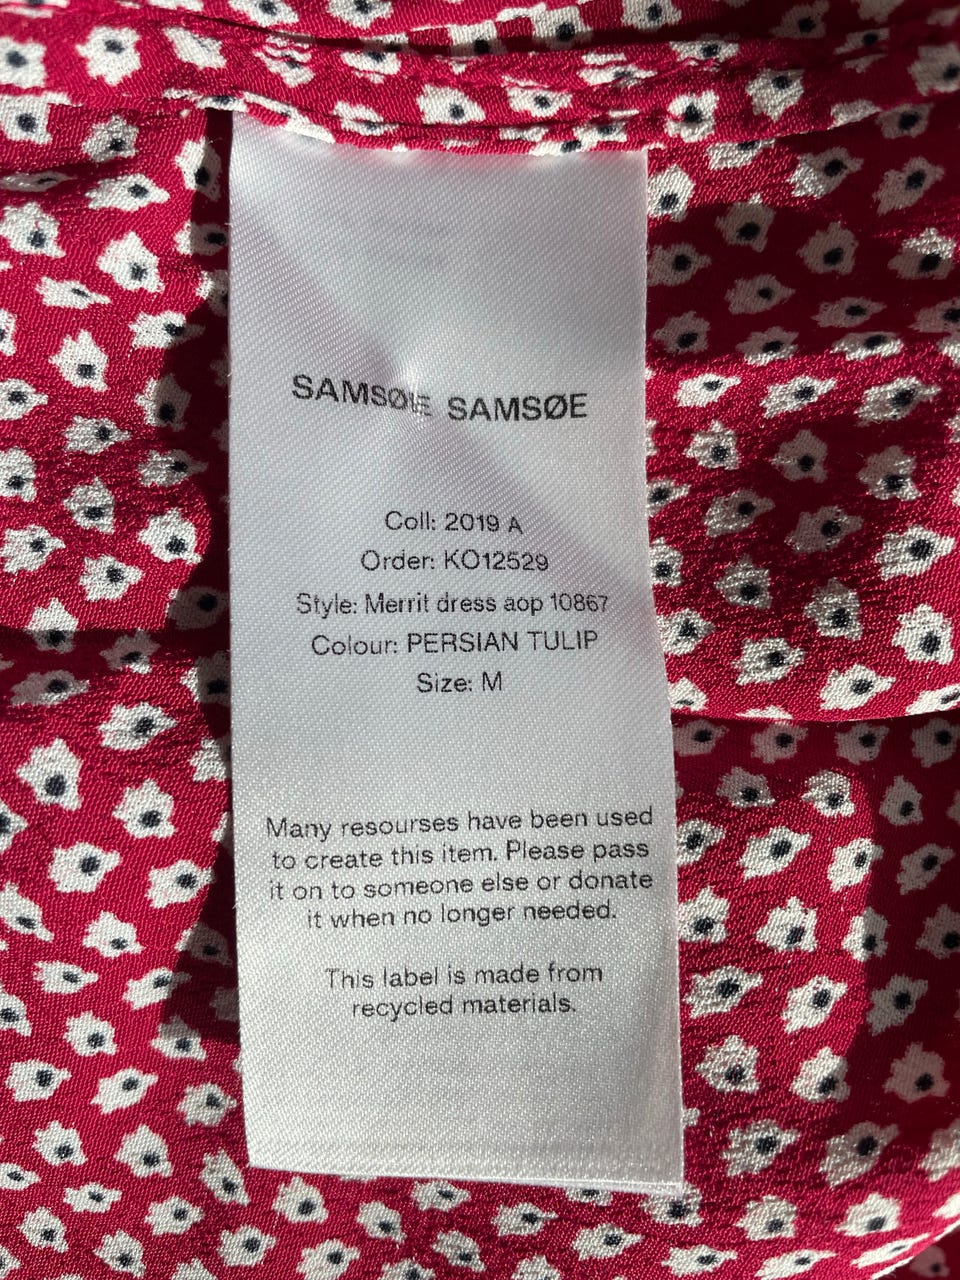 SAMSØE SAMSØE
Coll: 2019 A
Order: KO12529
Style: Merrit dress aop 10867
Colour: PERSIAN TULIP
Size: M
Many resourses have been used
to create this item. Please pass
it on to someone else or donate
it when no longer needed.
This label is made from
recycled materials.